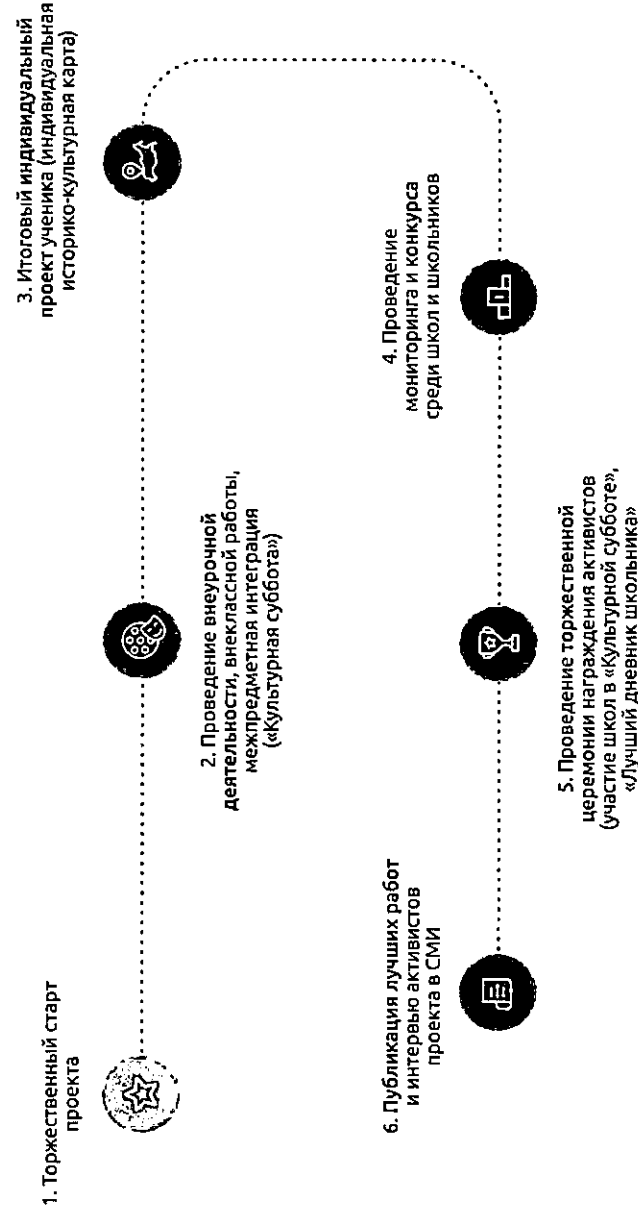 1. Торжественный старт
проекта
2. Проведение внеурочной
деятельности, внеклассной работы,
межпредметная интеграция
(«Культурная суббота»)
3. Итоговый индивидуальный
проект ученика (индивидуальная
историко-культурная карта)
4. Проведение
мониторинга и конкурса
среди школ и школьников
5. Проведение торжественной
церемонии награждения активистов
(участие школ в «Культурной субботе»,
«Лучший дневник школьника»
6. Публикация лучших работ
и интервью активистов
проекта в СМИ